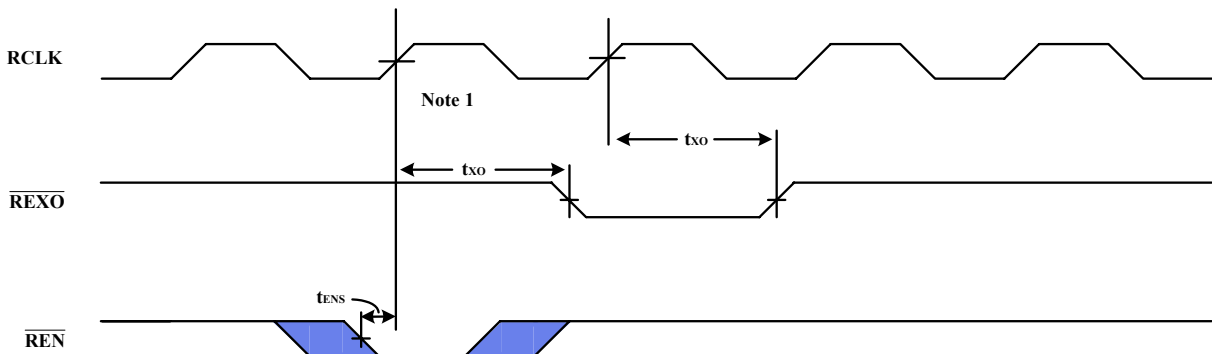 RCLK
Note 1
tXO
tXO
REXO
tENS
REN